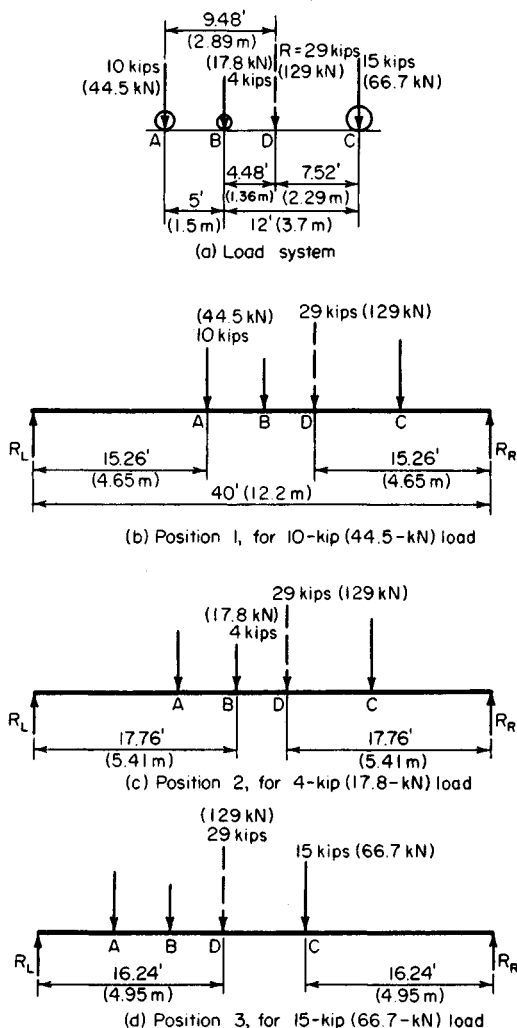 9.48'
(2.89 m)
10 kips
(44.5 kN)
(17.8 kN)
4 kips
R = 29 kips
(129 kN)
15 kips
(66.7 kN)
A B D C
4.48' 7.52'
(1.36m) (2.29 m)
5'
(1.5 m)
12' (3.7 m)
(a) Load system
(44.5 kN)
10 kips
29 kips (129 kN)
A B D C
R_L R_R
15.26' 15.26'
(4.65 m) (4.65 m)
40' (12.2 m)
(b) Position 1, for 10-kip (44.5-kN) load
29 kips (129 kN)
(17.8 kN)
4 kips
A B D C
R_L R_R
17.76' 17.76'
(5.41 m) (5.41 m)
(c) Position 2, for 4-kip (17.8-kN) load
(129 kN)
29 kips
15 kips (66.7 kN)
A B D C
R_L R_R
16.24' 16.24'
(4.95 m) (4.95 m)
(d) Position 3, for 15-kip (66.7-kN) load